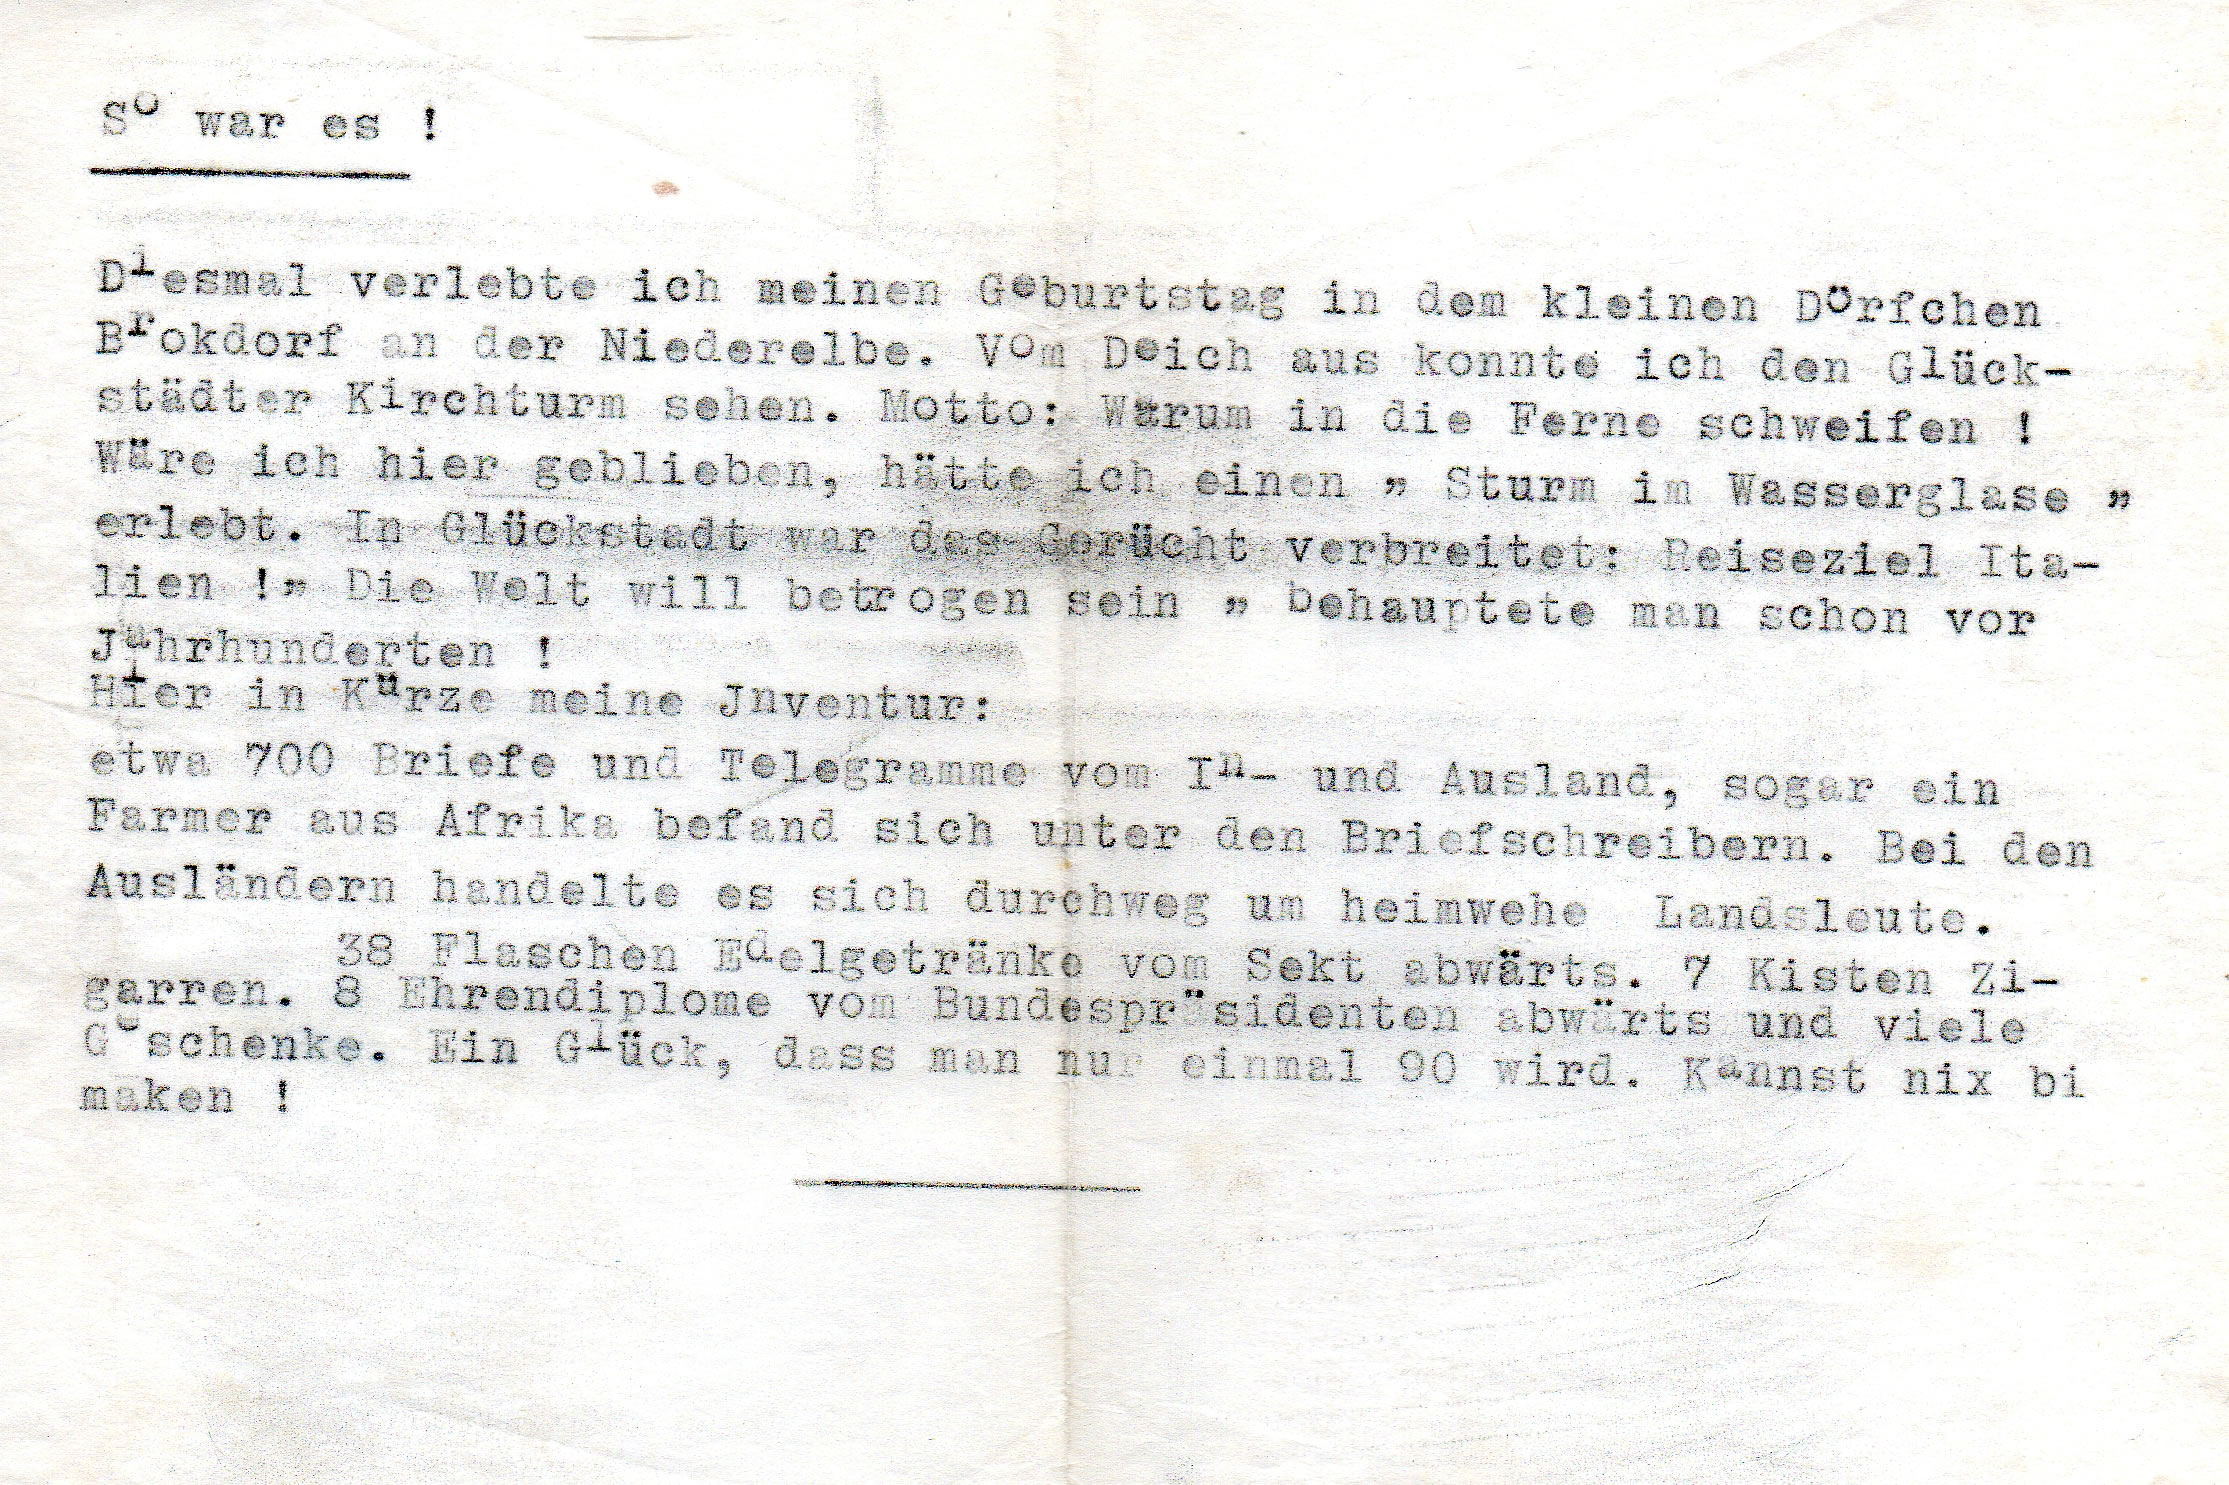 So war es !
Diesmal verlebte ich meinen Geburtstag in dem kleinen Dörfchen
Brokdorf an der Niederelbe. Vom Deich aus konnte ich den Glück-
städter Kirchturm sehen. Motto: Warum in die Ferne schweifen !
Wäre ich hier geblieben, hätte ich einen „ Sturm im Wasserglase „
erlebt. In Glückstadt war das Gerücht verbreitet: Reiseziel Ita-
lien !„ Die Welt will betrogen sein „ behauptete man schon vor
Jahrhunderten !
Hier in Kürze meine Jnventur:
etwa 700 Briefe und Telegramme vom In- und Ausland, sogar ein
Farmer aus Afrika befand sich unter den Briefschreibern. Bei den
Ausländern handelte es sich durchweg um heimwehe Landsleute.
38 Flaschen Edelgetränke vom Sekt abwärts. 7 Kisten Zi-
garren. 8 Ehrendiplome vom Bundespräsidenten abwärts und viele
Geschenke. Ein Glück, dass man nur einmal 90 wird. Kannst nix bi
maken !